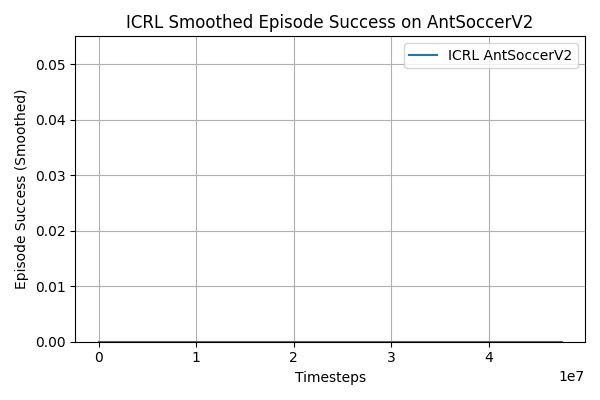 ICRL Smoothed Episode Success on AntSoccerV2
ICRL AntSoccerV2
Episode Success (Smoothed)
0.05
0.04
0.03
0.02
0.01
0.00
0 1 2 3 4
1e7
Timesteps